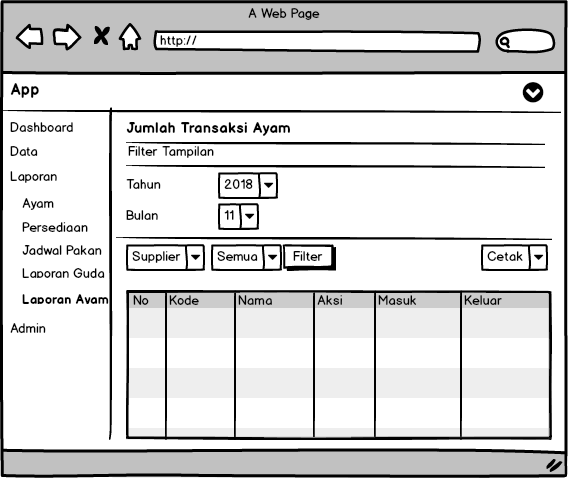 A Web Page
http://
App
Dashboard
Data
Laporan
Ayam
Persediaan
Jadwal Pakan
Laporan Guda
Laporan Ayam
Admin
Jumlah Transaksi Ayam
Filter Tampilan
Tahun 2018
Bulan 11
Supplier Semua Filter Cetak
No Kode Nama Aksi Masuk Keluar